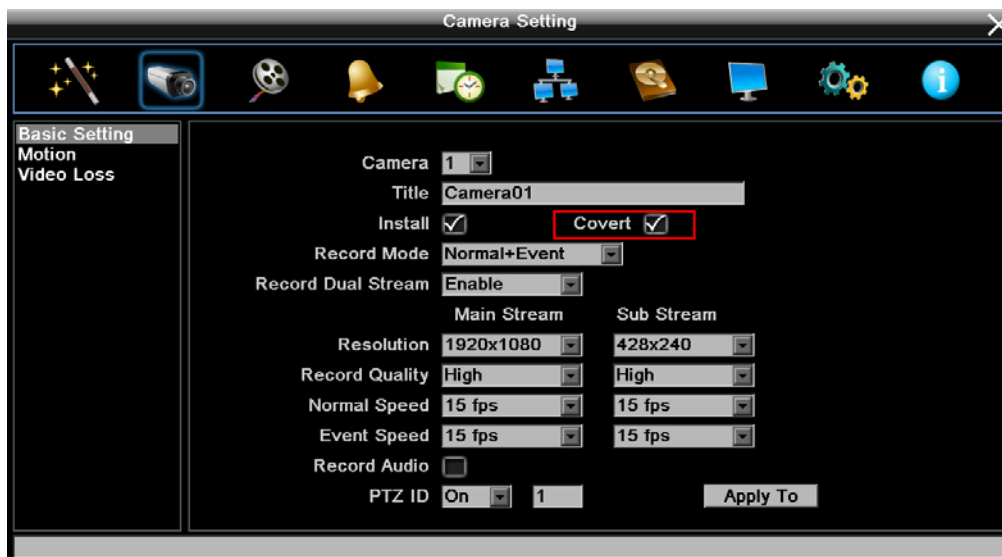 Camera Setting
Basic Setting
Motion
Video Loss
Camera 1
Title Camera01
Install Covert
Record Mode Normal+Event
Record Dual Stream Enable
Main Stream Sub Stream
Resolution 1920x1080 428x240
Record Quality High High
Normal Speed 15 fps 15 fps
Event Speed 15 fps 15 fps
Record Audio
PTZ ID On 1 Apply To